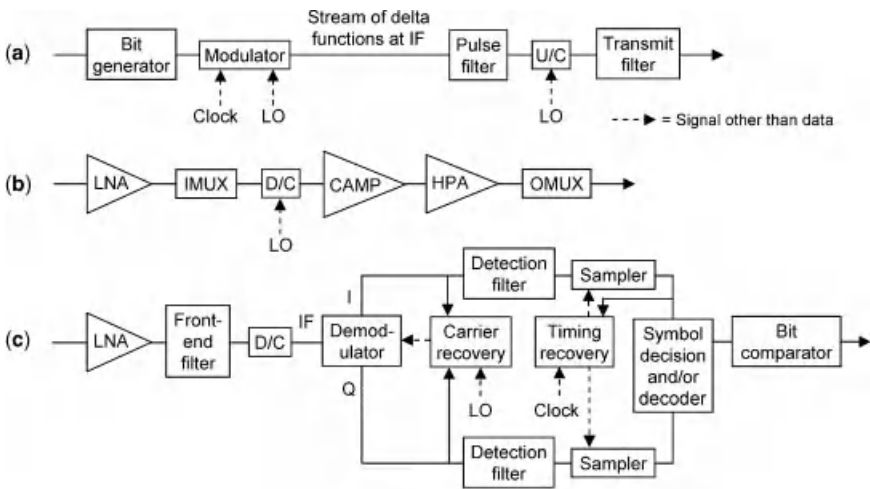 Stream of delta
functions at IF
(a)
Bit
generator
Modulator
Pulse
filter
U/C
Transmit
filter
Clock
LO
LO
= Signal other than data
(b)
LNA
IMUX
D/C
CAMP
HPA
OMUX
LO
(c)
LNA
Front-
end
filter
D/C
IF
Demod-
ulator
I
Q
Carrier
recovery
LO
Detection
filter
Sampler
Timing
recovery
Clock
Detection
filter
Sampler
Symbol
decision
and/or
decoder
Bit
comparator